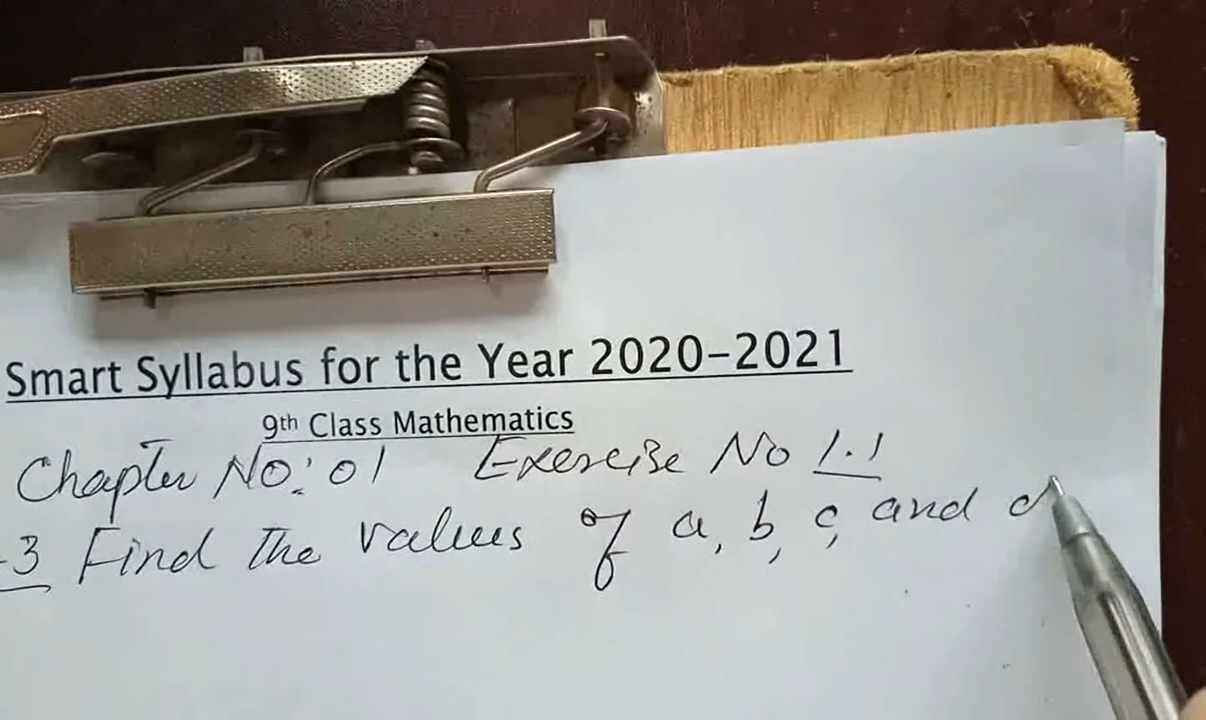 Smart Syllabus for the Year 2020-2021
9th Class Mathematics
Chapter No: 01 Exercise No 1.1
-3 Find The values of a, b, c, and d